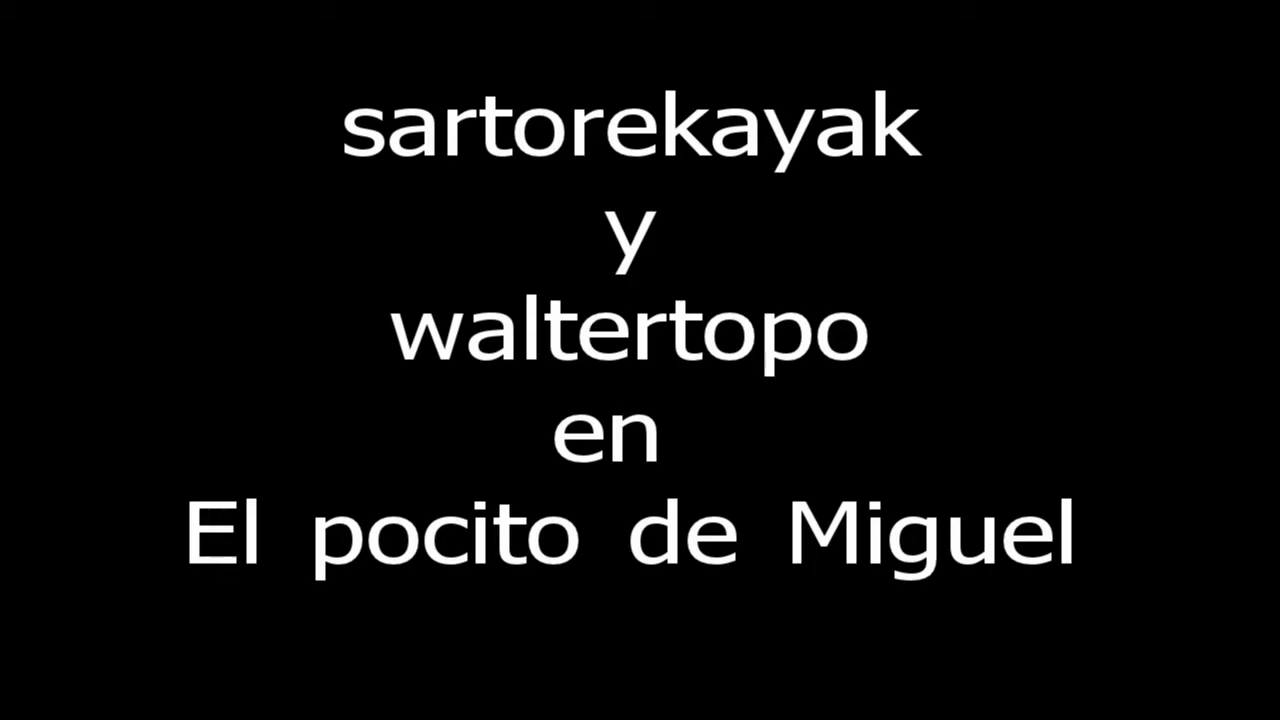 sartorekayak
y
waltertopo
en
El pocito de Miguel